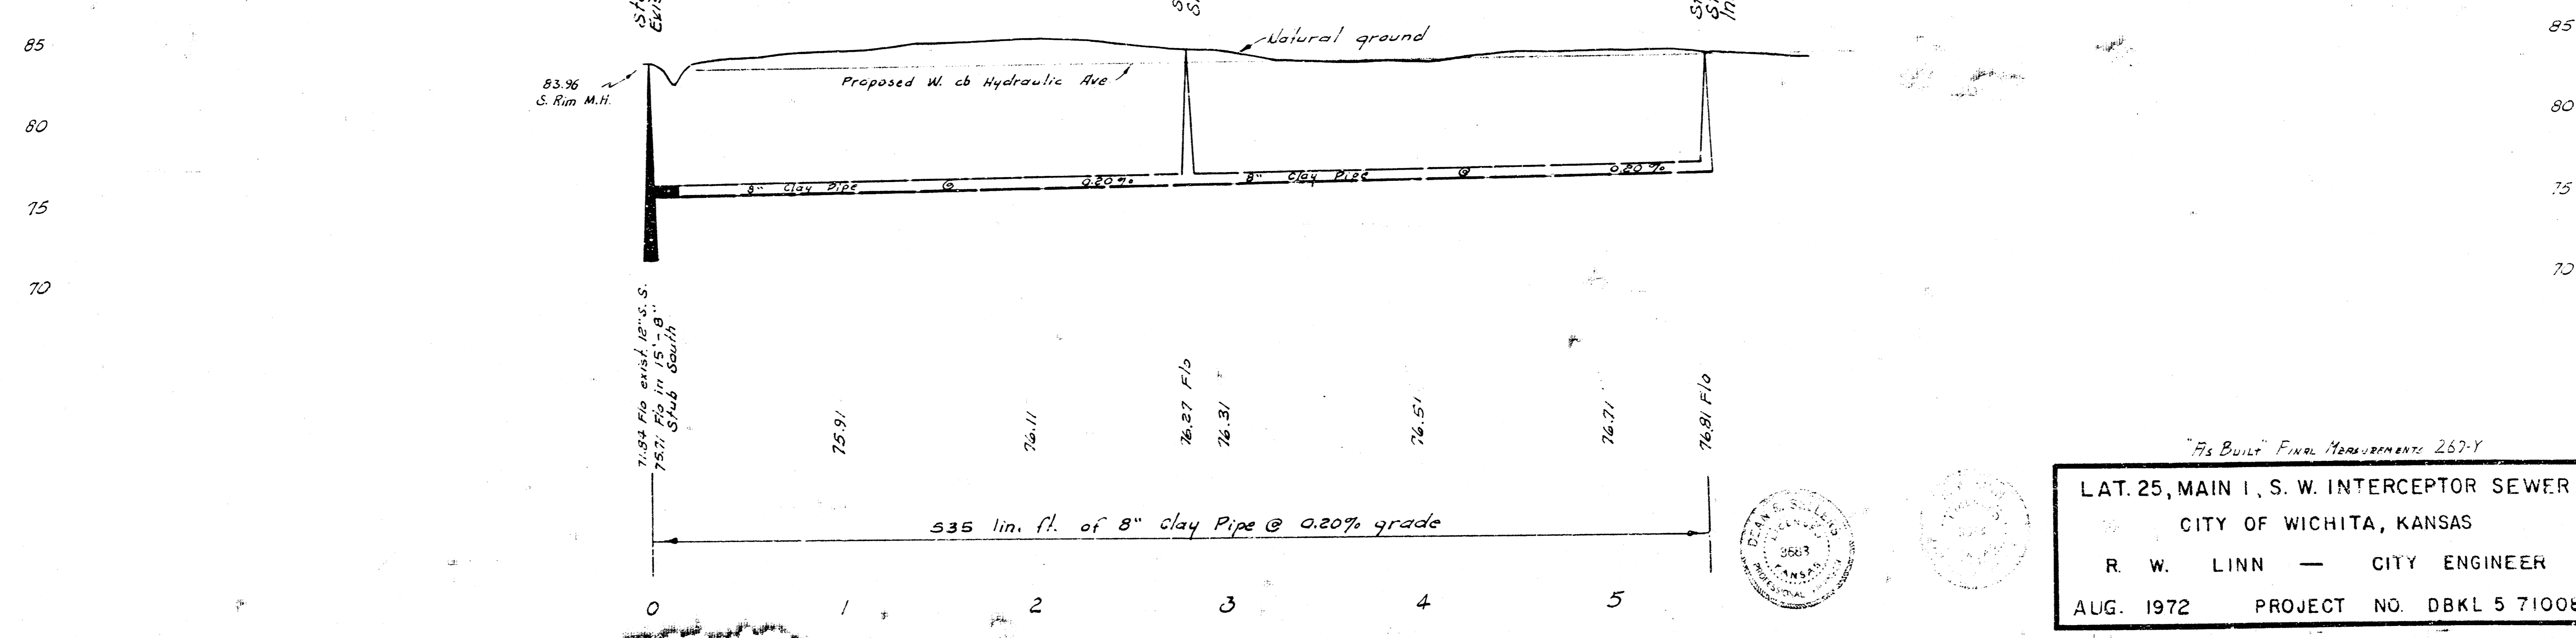 85
80
75
70
85
80
75
70
83.96
S. Rim M.H.
Natural ground
Proposed W. cb Hydraulic Ave
8" Clay Pipe @ 0.20%
8" Clay Pipe @ 0.20%
71.84 Flo exist. 12" S. S.
75.71 Flo in 15'-8"
Stub South
75.91
76.11
76.27 Flo
76.31
76.51
76.71
76.81 Flo
535 lin. ft. of 8" Clay Pipe @ 0.20% grade
0 1 2 3 4 5
LICENSED
KANSAS
PROFESSIONAL
"As Built" FINAL MEASUREMENTS 267-Y
LAT. 25, MAIN 1, S. W. INTERCEPTOR SEWER
CITY OF WICHITA, KANSAS
R. W. LINN — CITY ENGINEER
AUG. 1972 PROJECT NO. DBKL 5 71008